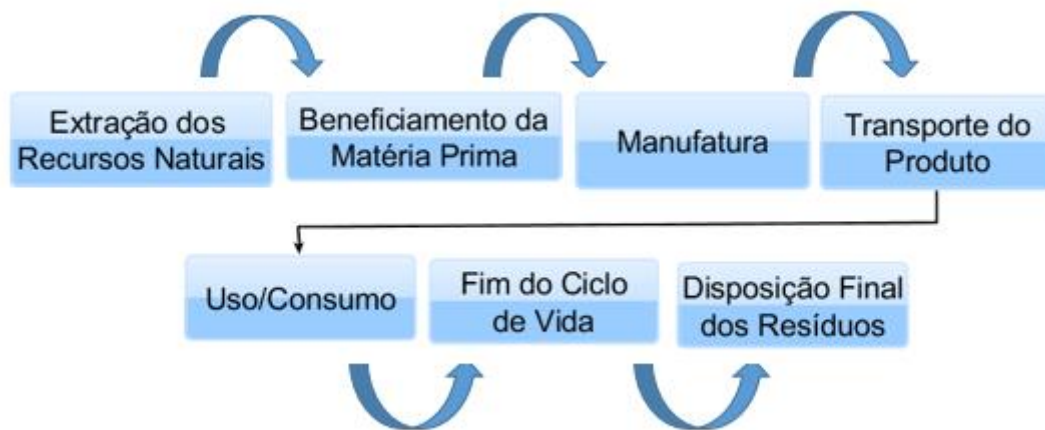 Extração dos
Recursos Naturais
Beneficiamento da
Matéria Prima
Manufatura
Transporte do
Produto
Uso/Consumo
Fim do Ciclo
de Vida
Disposição Final
dos Resíduos